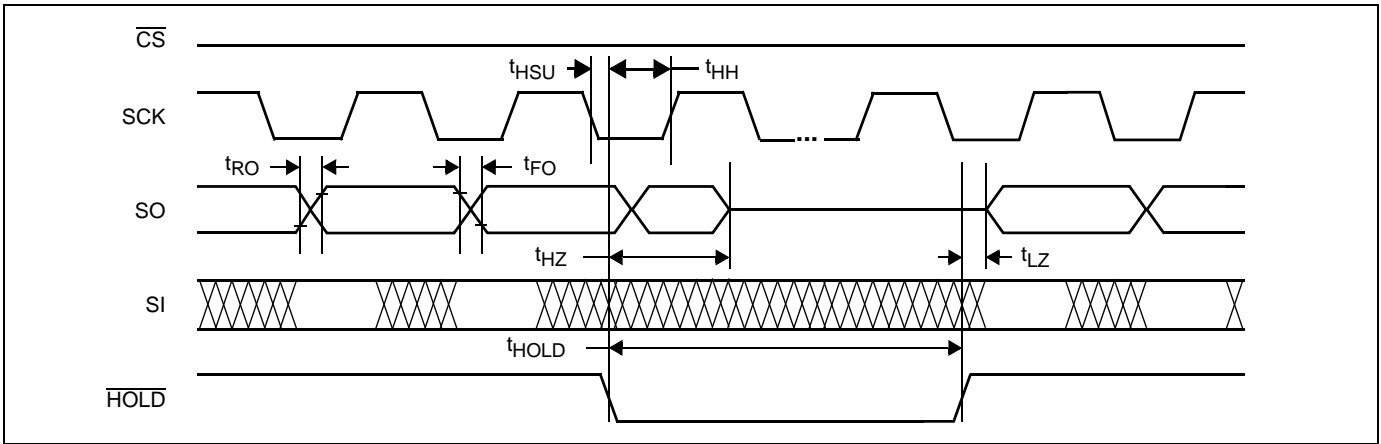 CS
tHSU
tHH
SCK
...
tRO
tFO
SO
tHZ
tLZ
SI
tHOLD
HOLD